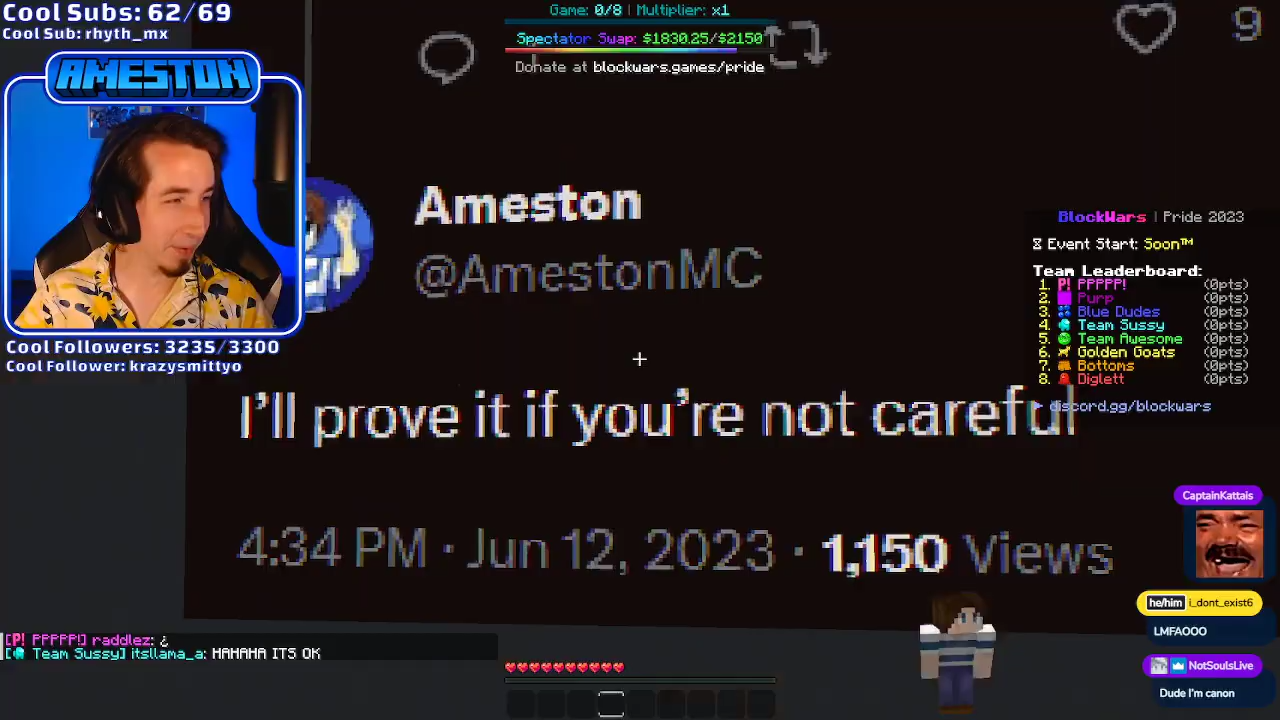 Cool Subs: 62/69
Cool Sub: rhyth_mx
AMESTON
Cool Followers: 3235/3300
Cool Follower: krazysmittyo
Game: 0/8 | Multiplier: x1
Spectator Swap: $1830.25/$2150
Donate at blockwars.games/pride
9
Ameston
@AmestonMC
I'll prove it if you're not careful
4:34 PM · Jun 12, 2023 · 1,150 Views
BlockWars | Pride 2023
Event Start: Soon™
Team Leaderboard:
1. P! PPPPP! (0pts)
2. Purp (0pts)
3. Blue Dudes (0pts)
4. Team Sussy (0pts)
5. Team Awesome (0pts)
6. Golden Goats (0pts)
7. Bottoms (0pts)
8. Diglett (0pts)
discord.gg/blockwars
CaptainKattais
he/him i_dont_exist6
LMFAOOO
NotSoulsLive
Dude I'm canon
[P! PPPPP!] raddlez: ¿
[Team Sussy] itsllama_a: HAHAHA ITS OK